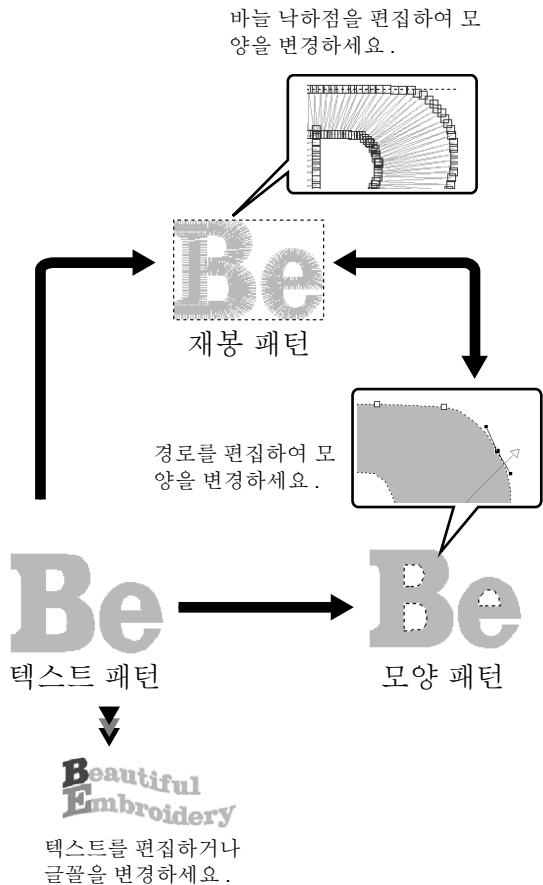 바늘 낙하점을 편집하여 모
양을 변경하세요 .
Be
재봉 패턴
경로를 편집하여 모
양을 변경하세요 .
Be
텍스트 패턴
Be
모양 패턴
Beautiful
Embroidery
텍스트를 편집하거나
글꼴을 변경하세요 .